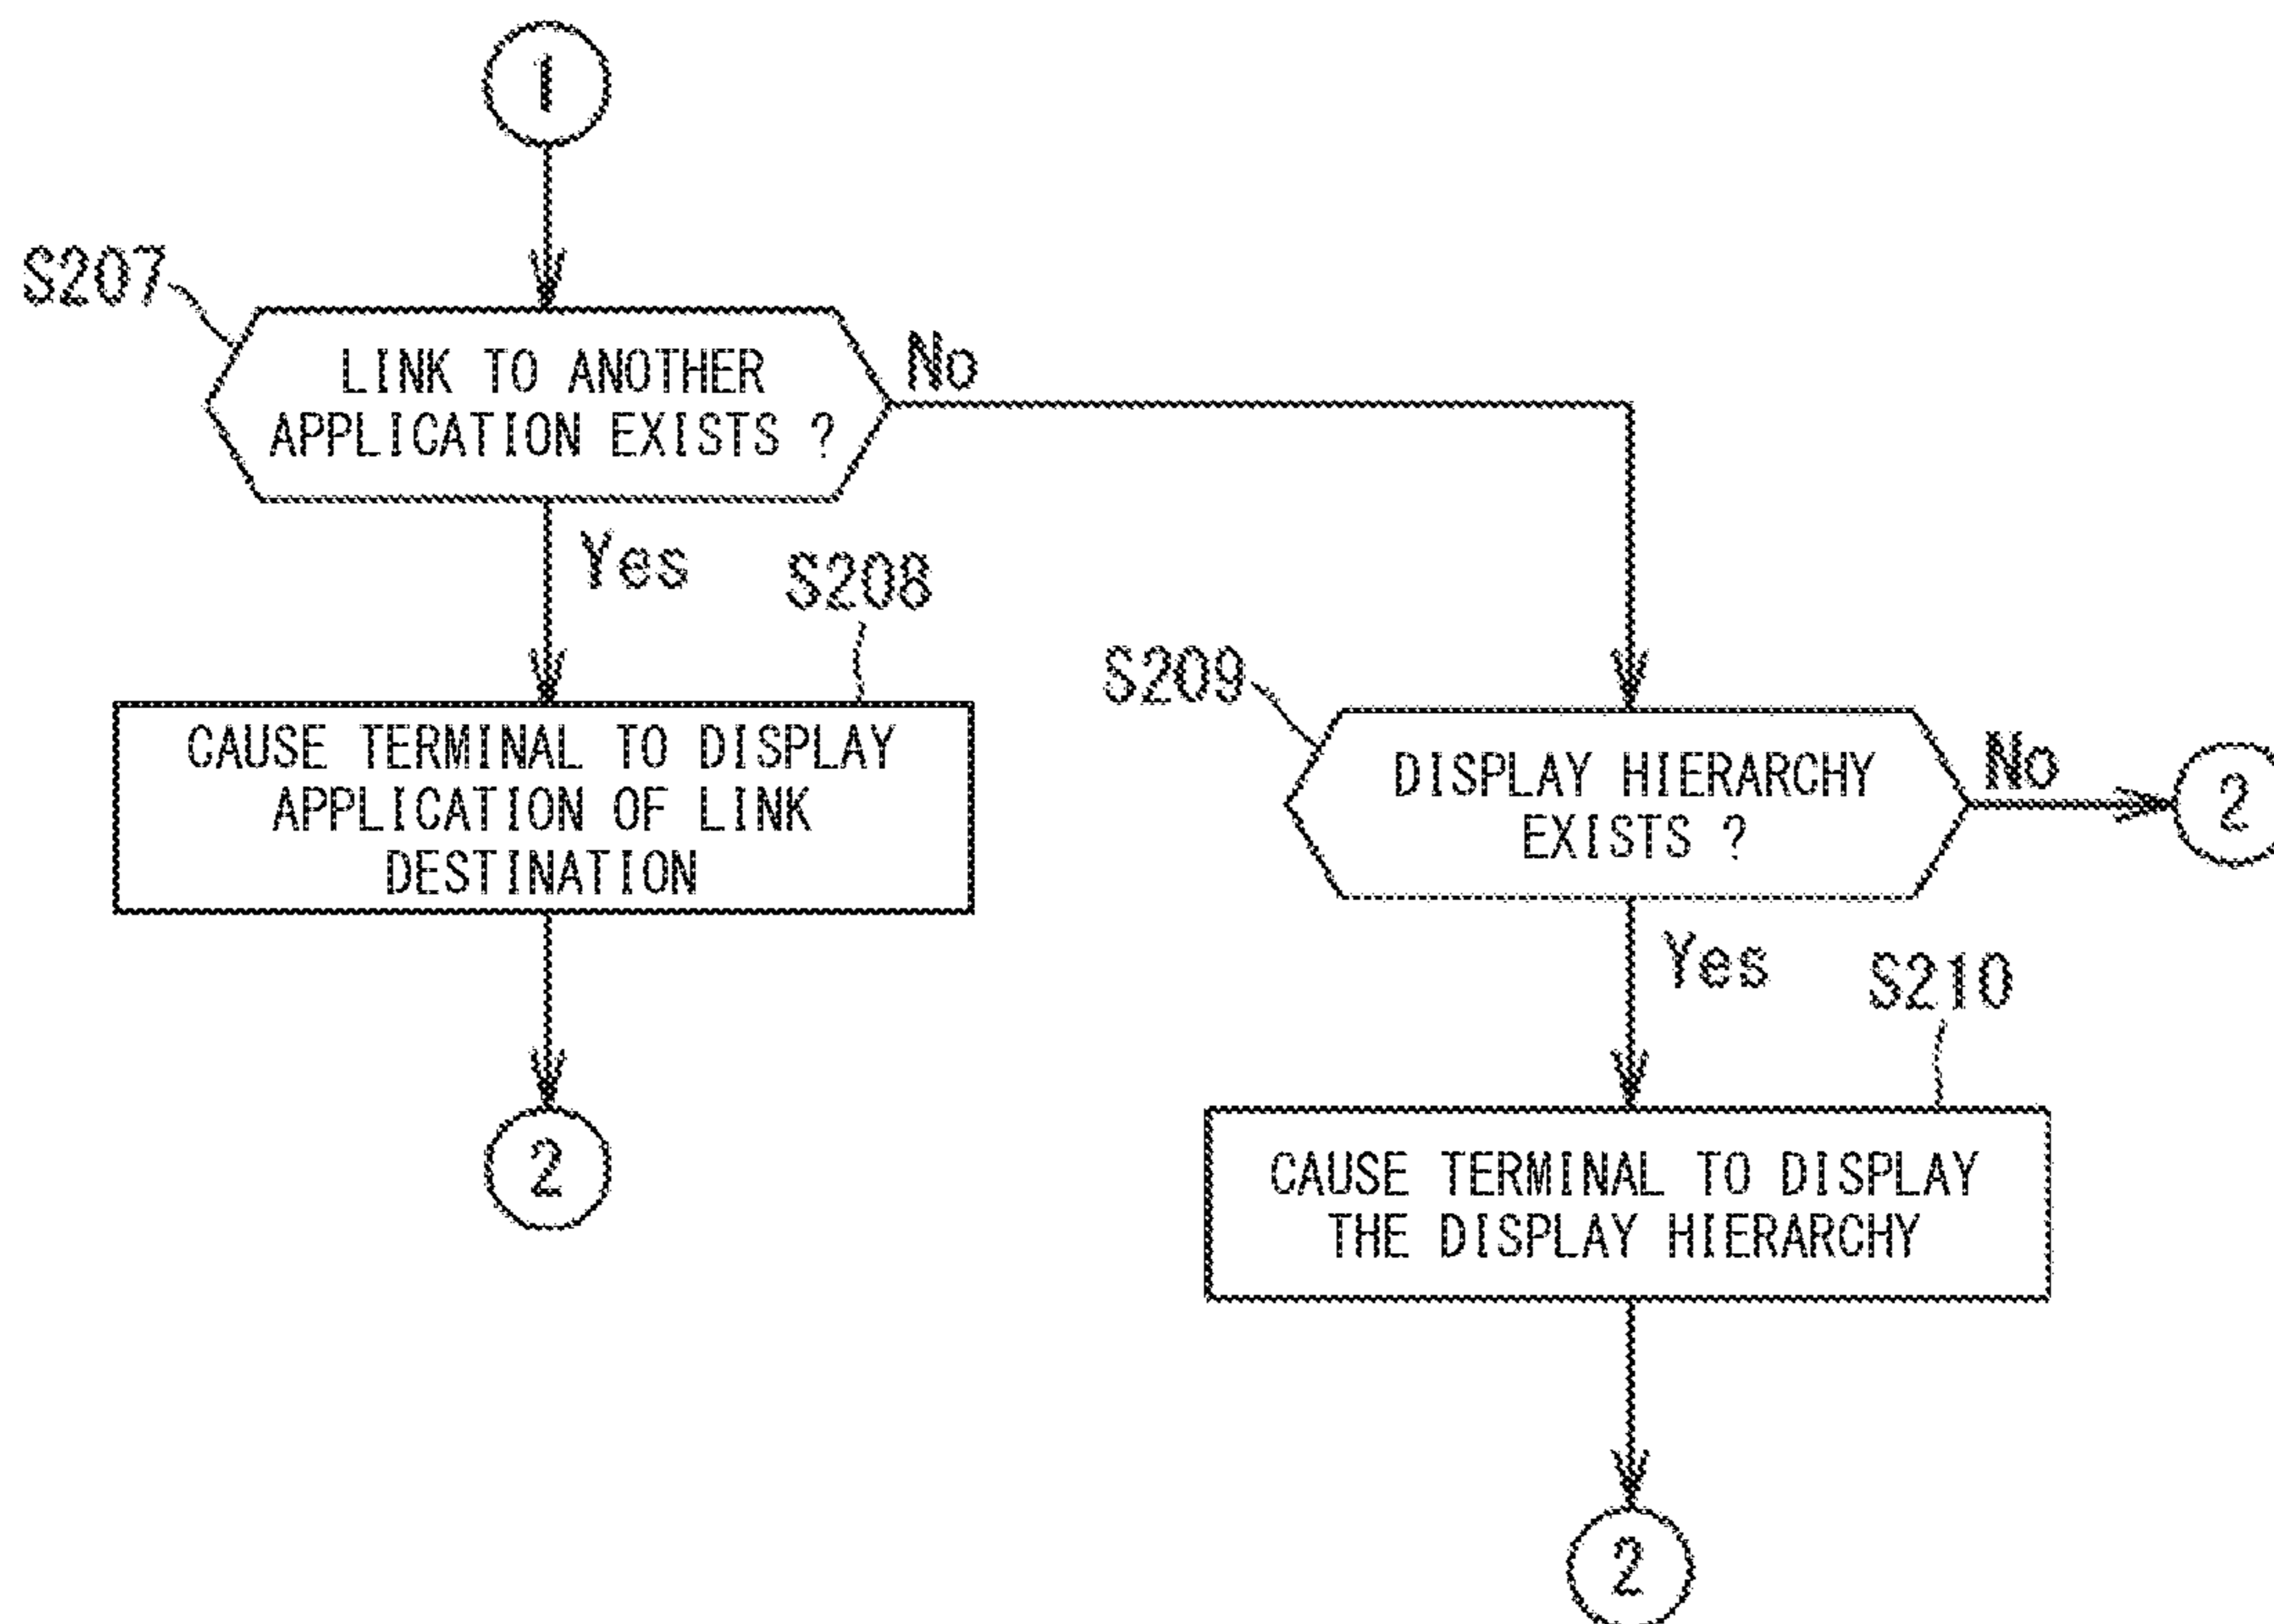 1
S207
LINK TO ANOTHER
APPLICATION EXISTS ?
No
Yes
S208
CAUSE TERMINAL TO DISPLAY
APPLICATION OF LINK
DESTINATION
2
S209
DISPLAY HIERARCHY
EXISTS ?
No
2
Yes
S210
CAUSE TERMINAL TO DISPLAY
THE DISPLAY HIERARCHY
2